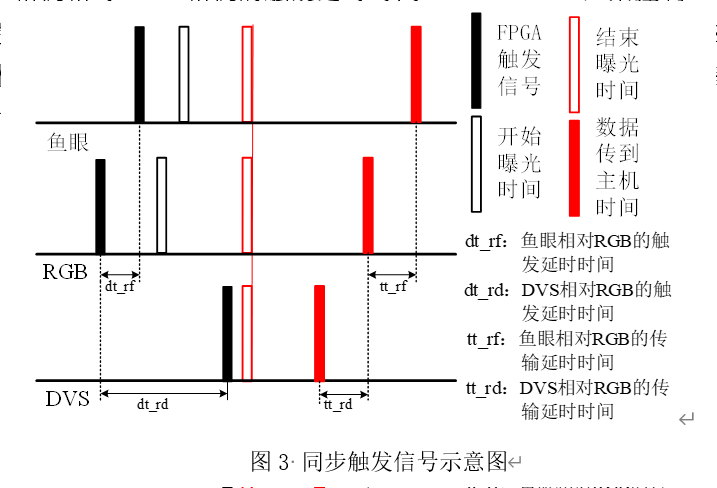 FPGA
触发
信号
结束
曝光
时间
开始
曝光
时间
数据
传到
主机
时间
鱼眼
RGB
dt_rf
tt_rf
DVS
dt_rd
tt_rd
dt_rf：鱼眼相对RGB的触
发延时时间
dt_rd：DVS相对RGB的触
发延时时间
tt_rf：鱼眼相对RGB的传
输延时时间
tt_rd：DVS相对RGB的传
输延时时间
图 3 同步触发信号示意图